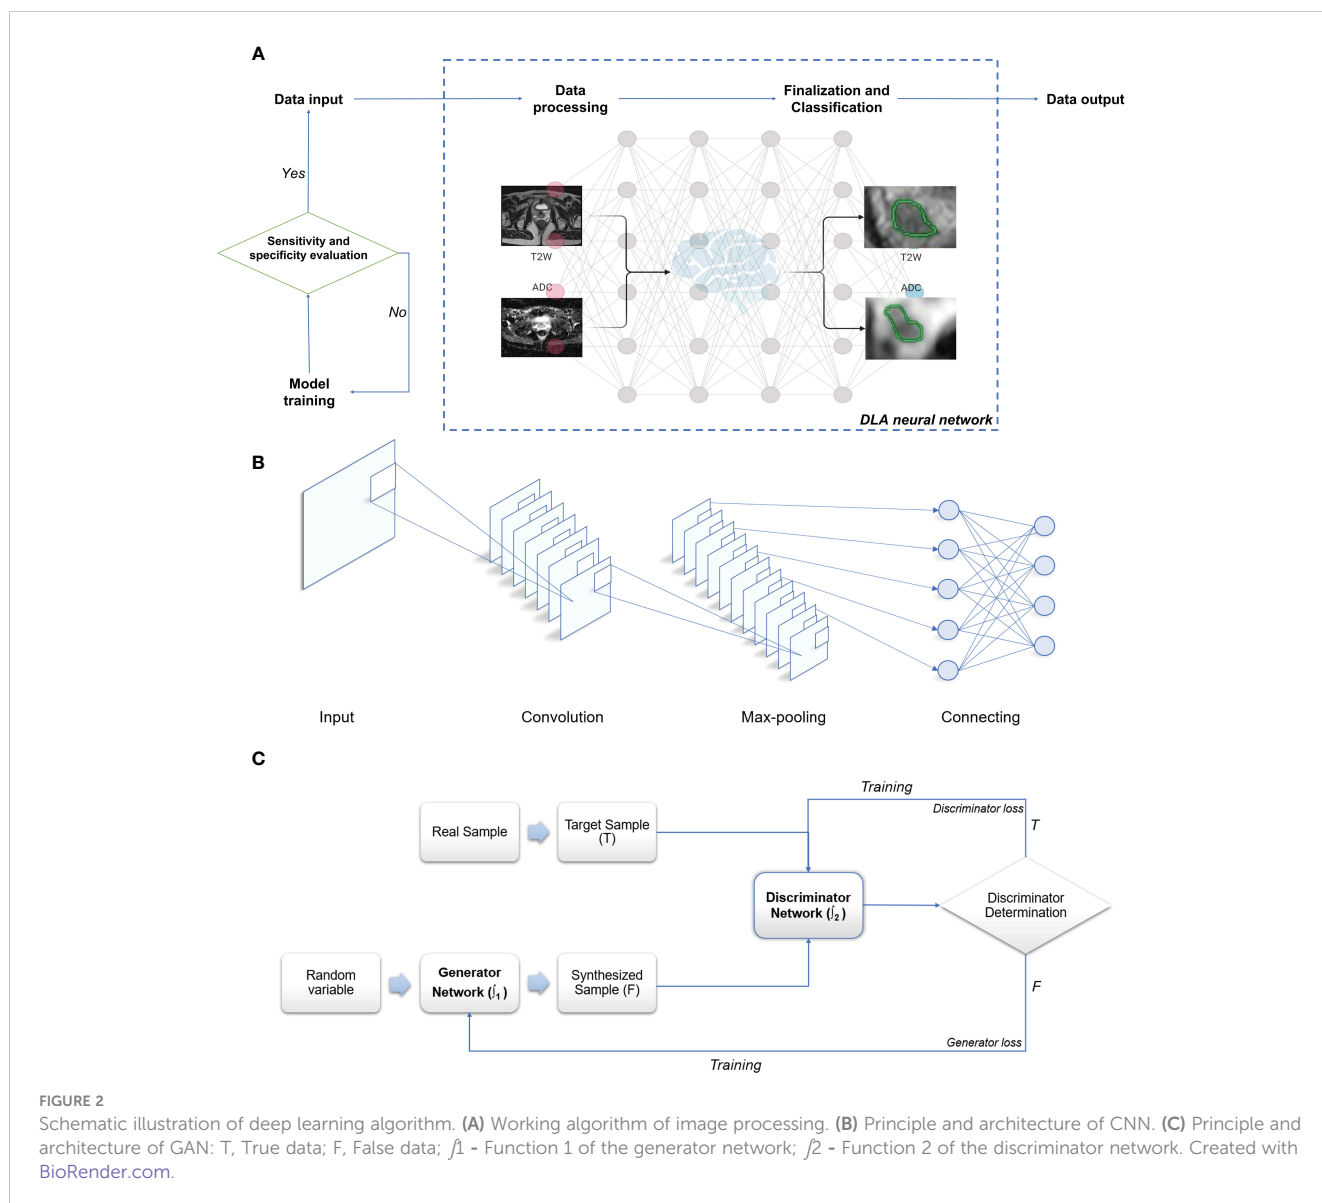 A
Data input
Data
processing
Finalization and
Classification
Data output
Yes
Sensitivity and
specificity evaluation
No
Model
training
T2W
ADC
T2W
ADC
DLA neural network
B
Input
Convolution
Max-pooling
Connecting
C
Training
Discriminator loss
T
Real Sample
Target Sample
(T)
Discriminator
Network (∫2)
Discriminator
Determination
Random
variable
Generator
Network (∫1)
Synthesized
Sample (F)
F
Generator loss
Training
FIGURE 2
Schematic illustration of deep learning algorithm. (A) Working algorithm of image processing. (B) Principle and architecture of CNN. (C) Principle and
architecture of GAN: T, True data; F, False data; ∫1 - Function 1 of the generator network; ∫2 - Function 2 of the discriminator network. Created with
BioRender.com.